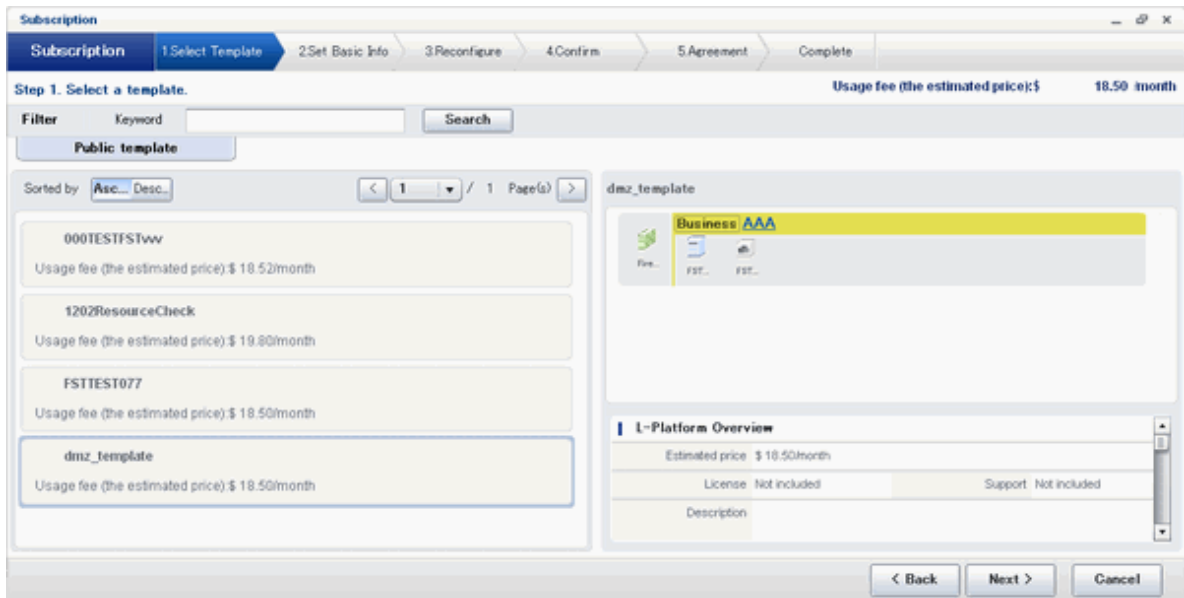 Subscription
Subscription 1.Select Template 2.Set Basic Info 3.Reconfigure 4.Confirm 5.Agreement Complete
Step 1. Select a template. Usage fee (the estimated price):$ 18.50 /month
Filter Keyword Search
Public template
Sorted by Asc... Desc... < 1 / 1 Page(s) >
000TESTFSTvvv
Usage fee (the estimated price):$ 18.52/month
1202ResourceCheck
Usage fee (the estimated price):$ 19.80/month
FSTTEST077
Usage fee (the estimated price):$ 18.50/month
dmz_template
Usage fee (the estimated price):$ 18.50/month
dmz_template
Business AAA
Fire... FST... FST...
L-Platform Overview
Estimated price $ 18.50/month
License Not included Support Not included
Description
< Back Next > Cancel